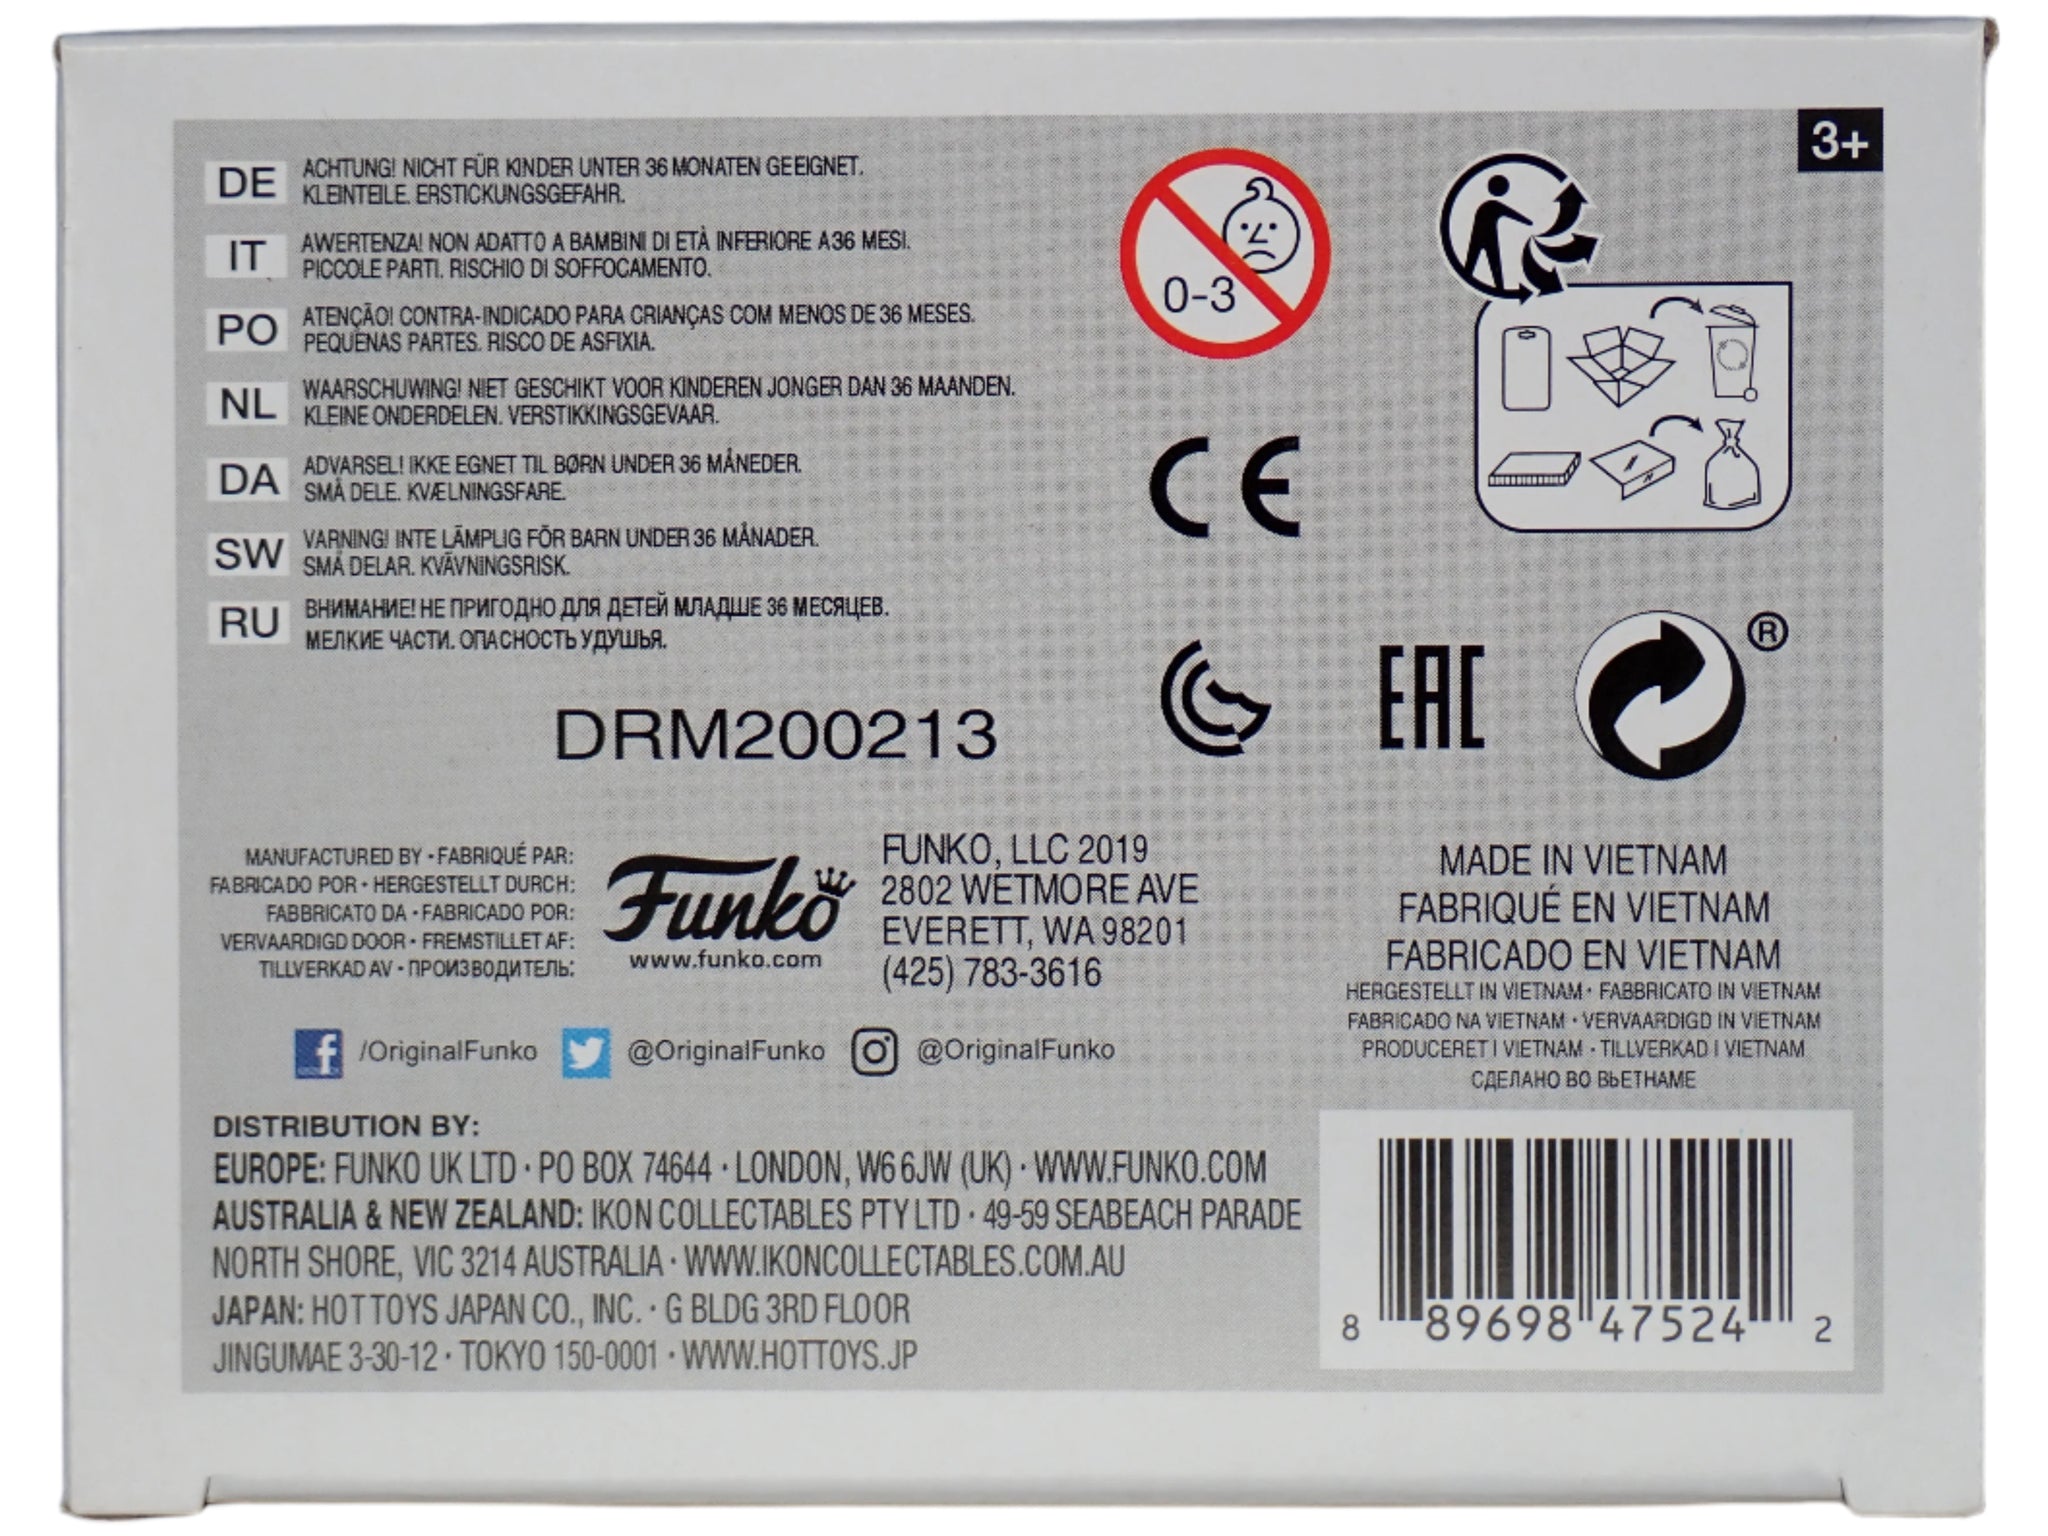 3+
DE
ACHTUNG! NICHT FÜR KINDER UNTER 36 MONATEN GEEIGNET.
KLEINTEILE. ERSTICKUNGSGEFAHR.
IT
AWERTENZA! NON ADATTO A BAMBINI DI ETÀ INFERIORE A 36 MESI.
PICCOLE PARTI. RISCHIO DI SOFFOCAMENTO.
PO
ATENÇÃO! CONTRA-INDICADO PARA CRIANÇAS COM MENOS DE 36 MESES.
PEQUENAS PARTES. RISCO DE ASFIXIA.
NL
WAARSCHUWING! NIET GESCHIKT VOOR KINDEREN JONGER DAN 36 MAANDEN.
KLEINE ONDERDELEN. VERSTIKKINGSGEVAAR.
DA
ADVARSEL! IKKE EGNET TIL BØRN UNDER 36 MÅNEDER.
SMÅ DELE. KVÆLNINGSFARE.
SW
VARNING! INTE LÄMPLIG FÖR BARN UNDER 36 MÅNADER.
SMÅ DELAR. KVÄVNINGSRISK.
RU
ВНИМАНИЕ! НЕ ПРИГОДНО ДЛЯ ДЕТЕЙ МЛАДШЕ 36 МЕСЯЦЕВ.
МЕЛКИЕ ЧАСТИ. ОПАСНОСТЬ УДУШЬЯ.
0-3
CE
EAC
®
DRM200213
MANUFACTURED BY • FABRIQUÉ PAR:
FABRICADO POR • HERGESTELLT DURCH:
FABBRICATO DA • FABRICADO POR:
VERVAARDIGD DOOR • FREMSTILLET AF:
TILLVERKAD AV • ПРОИЗВОДИТЕЛЬ:
Funko
www.funko.com
FUNKO, LLC 2019
2802 WETMORE AVE
EVERETT, WA 98201
(425) 783-3616
MADE IN VIETNAM
FABRIQUÉ EN VIETNAM
FABRICADO EN VIETNAM
HERGESTELLT IN VIETNAM • FABBRICATO IN VIETNAM
FABRICADO NA VIETNAM • VERVAARDIGD IN VIETNAM
PRODUCERET I VIETNAM • TILLVERKAD I VIETNAM
СДЕЛАНО ВО ВЬЕТНАМЕ
/OriginalFunko @OriginalFunko @OriginalFunko
DISTRIBUTION BY:
EUROPE: FUNKO UK LTD • PO BOX 74644 • LONDON, W6 6JW (UK) • WWW.FUNKO.COM
AUSTRALIA & NEW ZEALAND: IKON COLLECTABLES PTY LTD • 49-59 SEABEACH PARADE
NORTH SHORE, VIC 3214 AUSTRALIA • WWW.IKONCOLLECTABLES.COM.AU
JAPAN: HOT TOYS JAPAN CO., INC. • G BLDG 3RD FLOOR
JINGUMAE 3-30-12 • TOKYO 150-0001 • WWW.HOTTOYS.JP
8 89698 47524 2